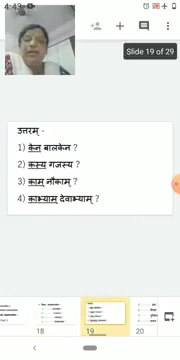 4:43
Slide 19 of 29
उत्तरम् -
1) केन बालकेन ?
2) कस्य गजस्य ?
3) काम् नौकाम् ?
4) काभ्याम् देवाभ्याम् ?
18
19
20